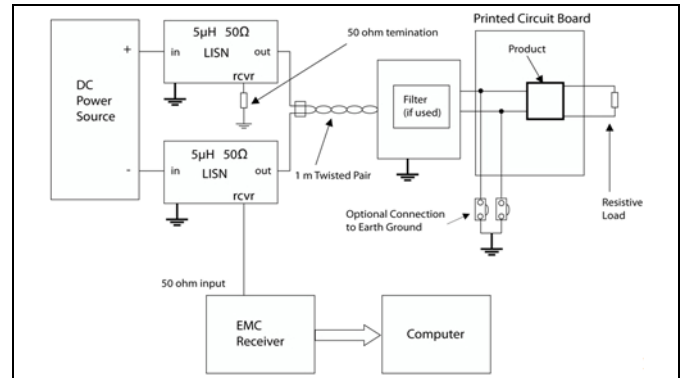 Printed Circuit Board
5µH 50Ω
in
out
LISN
rcvr
50 ohm temination
Product
+
DC
Power
Source
-
Filter
(if used)
5µH 50Ω
in
out
LISN
rcvr
1 m Twisted Pair
Optional Connection
to Earth Ground
Resistive
Load
50 ohm input
EMC
Receiver
Computer